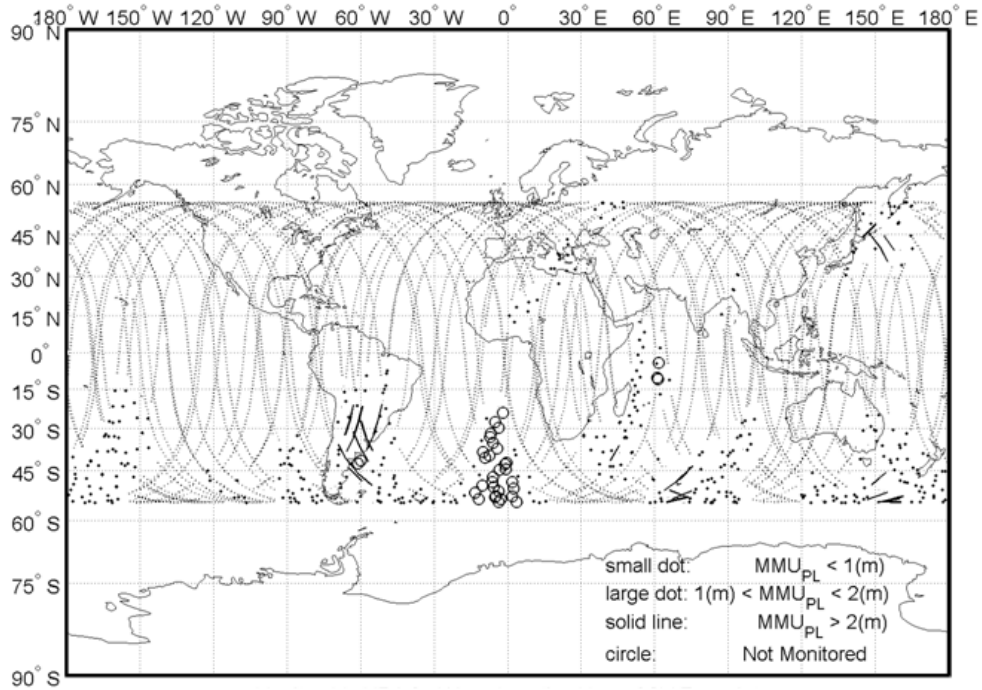 180° W 150° W 120° W 90° W 60° W 30° W 0° 30° E 60° E 90° E 120° E 150° E 180° E
90° N
75° N
60° N
45° N
30° N
15° N
0°
15° S
30° S
45° S
60° S
75° S
90° S
small dot: MMU_PL < 1(m)
large dot: 1(m) < MMU_PL < 2(m)
solid line: MMU_PL > 2(m)
circle: Not Monitored